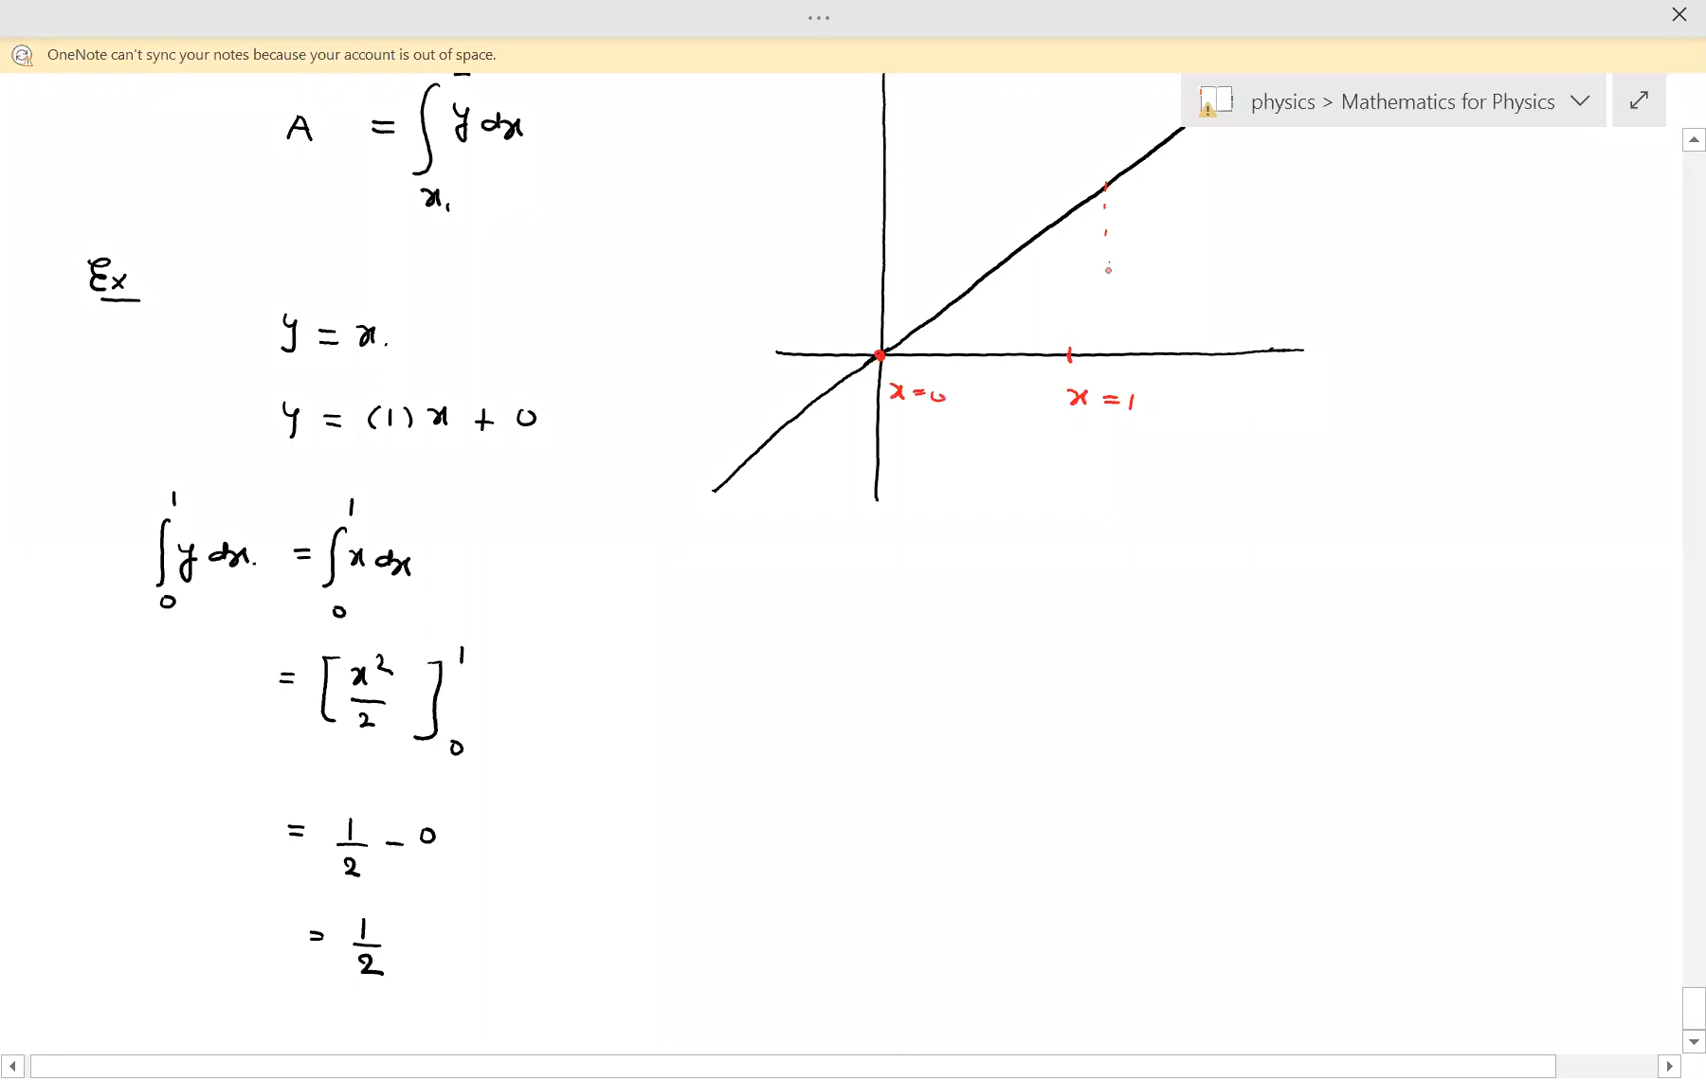 OneNote can't sync your notes because your account is out of space.
physics > Mathematics for Physics
A = ∫_{x₁} y dx
Ex
y = x.
y = (1) x + 0
x = 0
x = 1
∫₀¹ y dx. = ∫₀¹ x dx
= [x²/2]₀¹
= 1/2 - 0
= 1/2